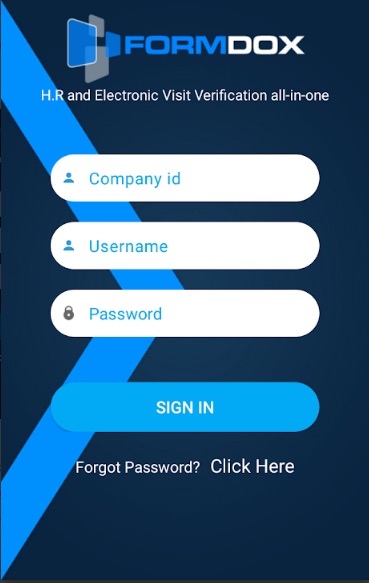 FORMDOX
H.R and Electronic Visit Verification all-in-one
Company id
Username
Password
SIGN IN
Forgot Password? Click Here